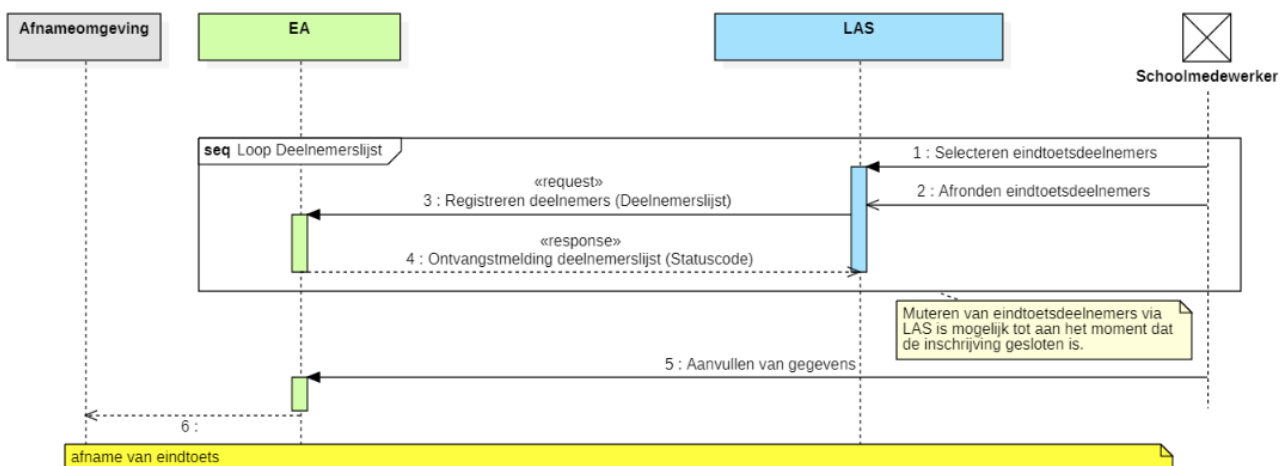 Afnameomgeving
EA
LAS
Schoolmedewerker
seq Loop Deelnemerslijst
1 : Selecteren eindtoetsdeelnemers
«request»
2 : Afronden eindtoetsdeelnemers
3 : Registreren deelnemers (Deelnemerslijst)
«response»
4 : Ontvangstmelding deelnemerslijst (Statuscode)
Muteren van eindtoetsdeelnemers via
LAS is mogelijk tot aan het moment dat
de inschrijving gesloten is.
5 : Aanvullen van gegevens
6 :
afname van eindtoets